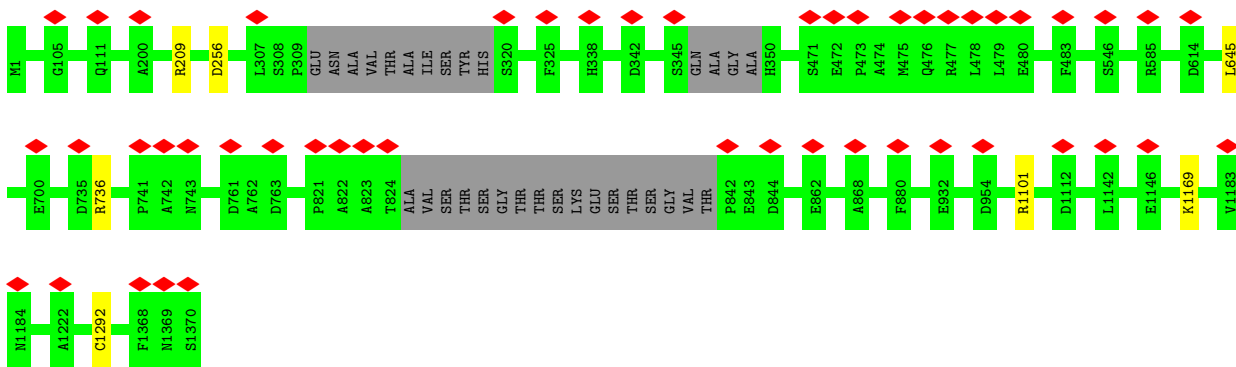 M1 G105 Q111 A200 R209 D256 L307 S308 P309 GLU ASN ALA VAL THR ALA ILE SER TYR HIS S320 F325 H338 D342 S345 GLN ALA GLY ALA H350 S471 E472 P473 A474 M475 Q476 R477 L478 L479 E480 F483 S546 R585 D614 L645
E700 D735 R736 P741 A742 N743 D761 A762 D763 P821 A822 A823 T824 ALA VAL SER THR SER GLY THR THR SER LYS GLU SER THR SER GLY VAL THR P842 E843 D844 E862 A868 F880 E932 D954 R1101 D1112 L1142 E1146 K1169 V1183
N1184 A1222 C1292 F1368 N1369 S1370